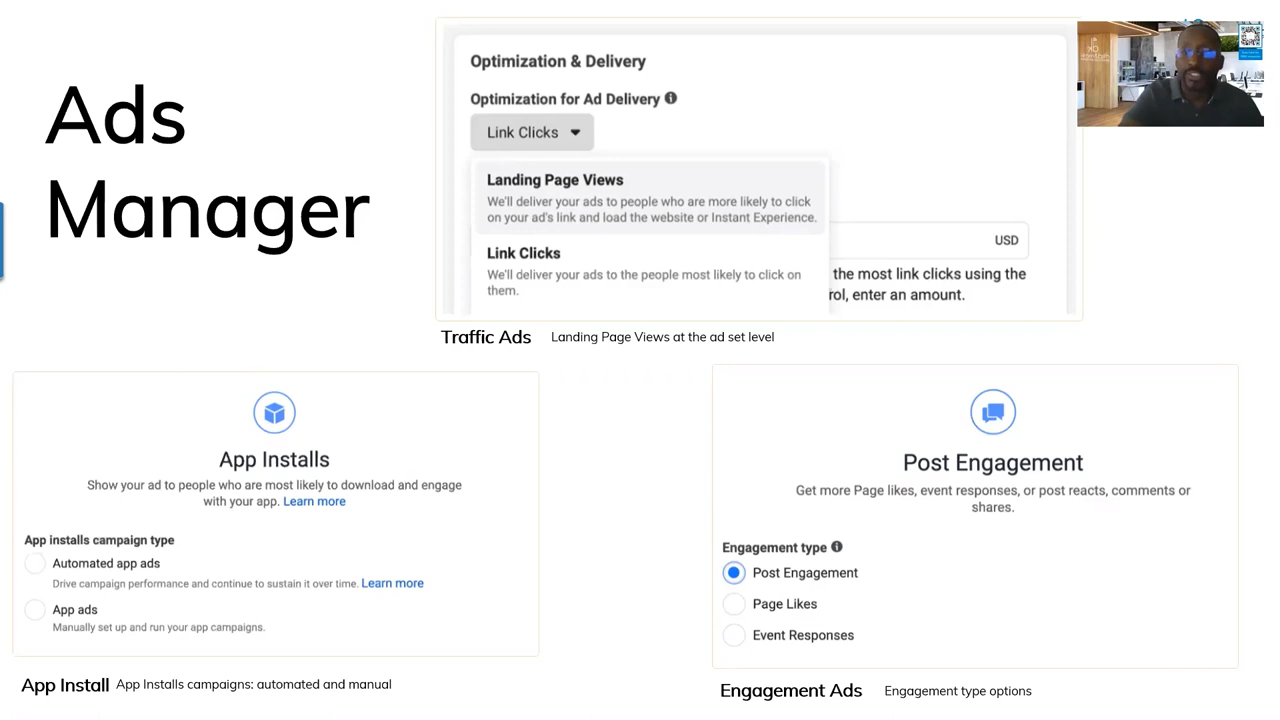 Ads
Manager
Optimization & Delivery
Optimization for Ad Delivery
Link Clicks
Landing Page Views
We'll deliver your ads to people who are more likely to click
on your ad's link and load the website or Instant Experience.
Link Clicks
We'll deliver your ads to the people most likely to click on
them.
USD
the most link clicks using the
rol, enter an amount.
Traffic Ads Landing Page Views at the ad set level
App Installs
Show your ad to people who are most likely to download and engage
with your app. Learn more
App installs campaign type
Automated app ads
Drive campaign performance and continue to sustain it over time. Learn more
App ads
Manually set up and run your app campaigns.
App Install App Installs campaigns: automated and manual
Post Engagement
Get more Page likes, event responses, or post reacts, comments or
shares.
Engagement type
Post Engagement
Page Likes
Event Responses
Engagement Ads Engagement type options